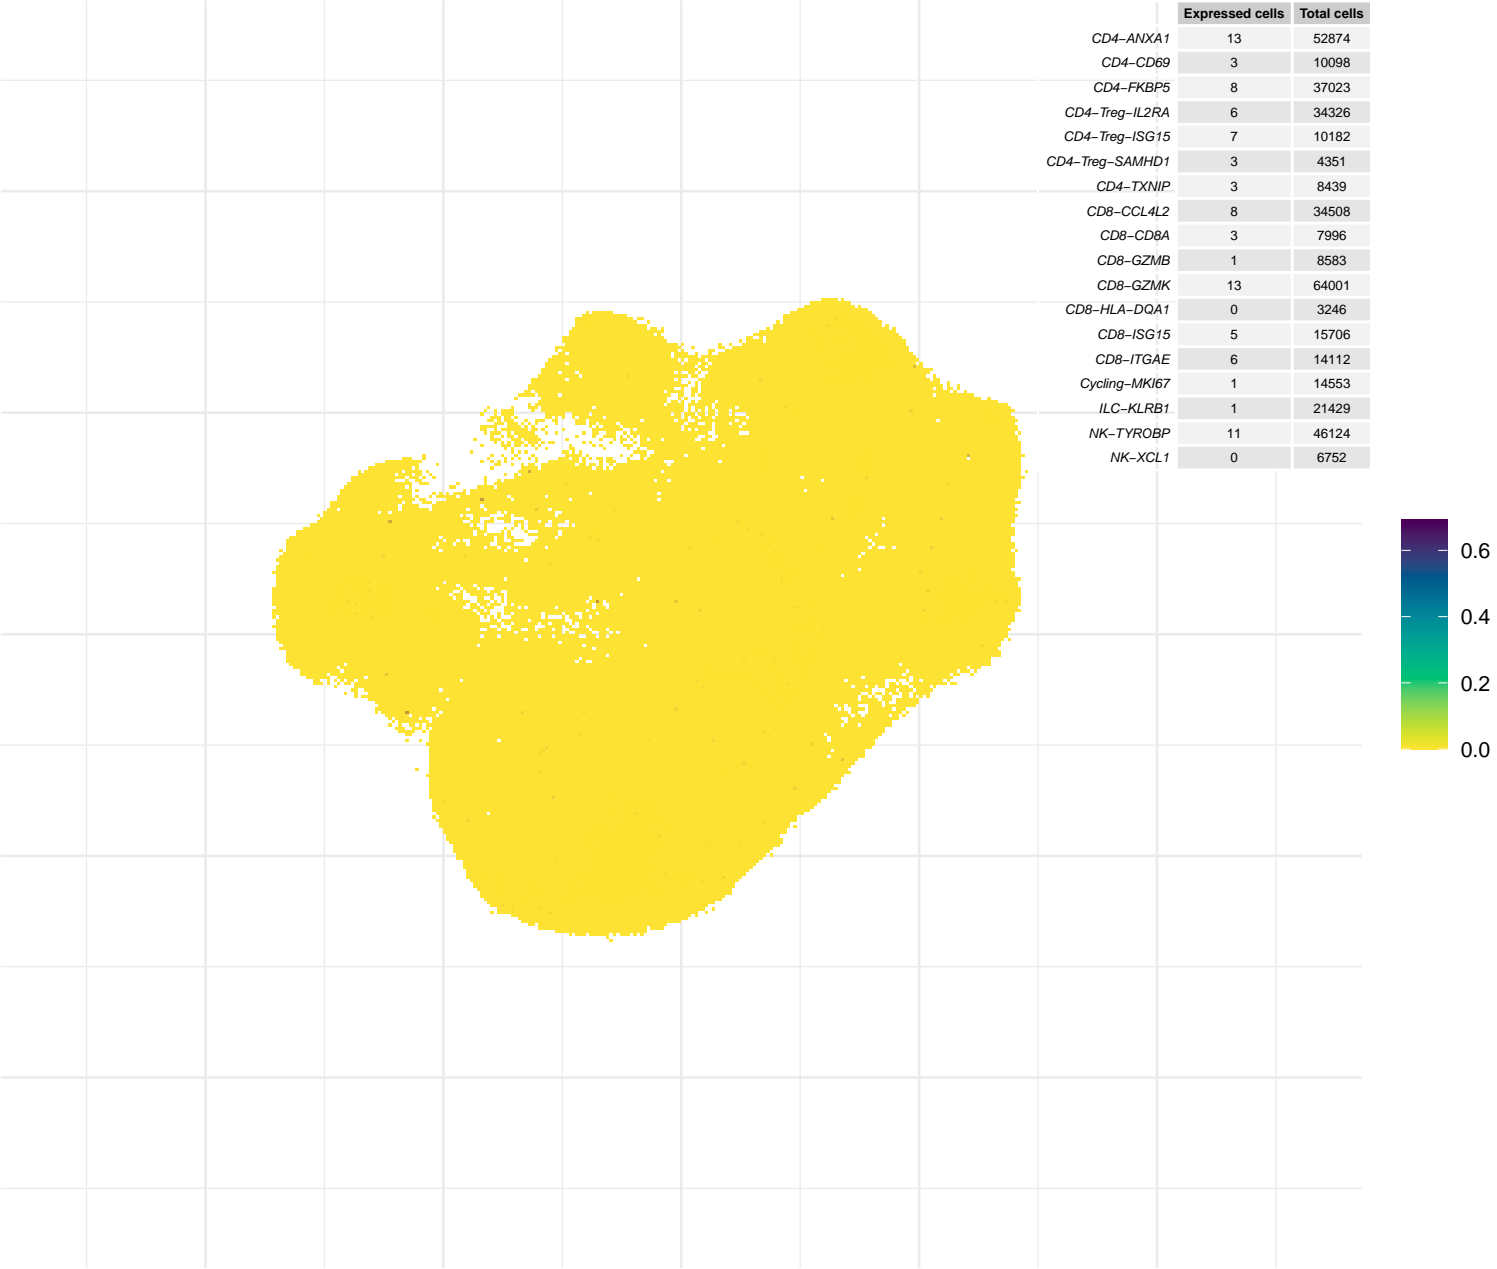 Expressed cells Total cells
CD4−ANXA1 13 52874
CD4−CD69 3 10098
CD4−FKBP5 8 37023
CD4−Treg−IL2RA 6 34326
CD4−Treg−ISG15 7 10182
CD4−Treg−SAMHD1 3 4351
CD4−TXNIP 3 8439
CD8−CCL4L2 8 34508
CD8−CD8A 3 7996
CD8−GZMB 1 8583
CD8−GZMK 13 64001
CD8−HLA−DQA1 0 3246
CD8−ISG15 5 15706
CD8−ITGAE 6 14112
Cycling−MKI67 1 14553
ILC−KLRB1 1 21429
NK−TYROBP 11 46124
NK−XCL1 0 6752
0.6
0.4
0.2
0.0